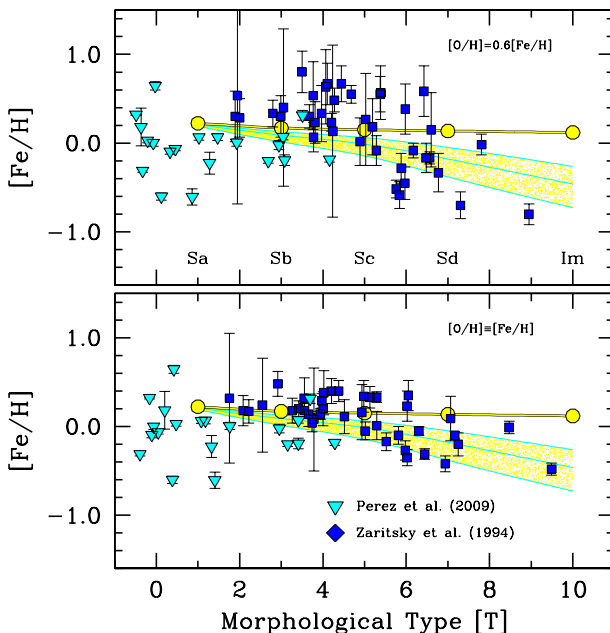 [O/H]=0.6[Fe/H]
1.0
0.0
−1.0
[Fe/H]
Sa Sb Sc Sd Im
[O/H]=[Fe/H]
1.0
0.0
−1.0
[Fe/H]
Perez et al. (2009)
Zaritsky et al. (1994)
0 2 4 6 8 10
Morphological Type [T]